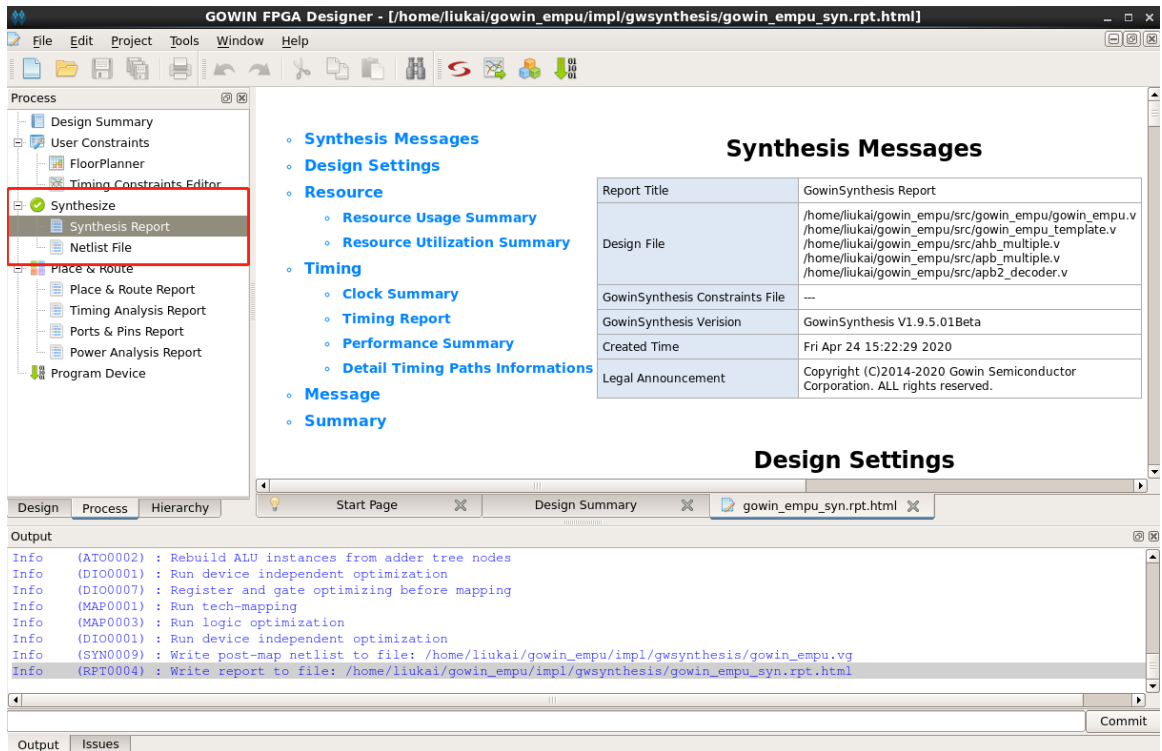 GOWIN FPGA Designer - [/home/liukai/gowin_empu/impl/gwsynthesis/gowin_empu_syn.rpt.html]
File Edit Project Tools Window Help
Process
Design Summary
User Constraints
FloorPlanner
Timing Constraints Editor
Synthesize
Synthesis Report
Netlist File
Place & Route
Place & Route Report
Timing Analysis Report
Ports & Pins Report
Power Analysis Report
Program Device
Design Process Hierarchy
Synthesis Messages
Design Settings
Resource
Resource Usage Summary
Resource Utilization Summary
Timing
Clock Summary
Timing Report
Performance Summary
Detail Timing Paths Informations
Message
Summary
Synthesis Messages
Report Title GowinSynthesis Report
Design File
/home/liukai/gowin_empu/src/gowin_empu/gowin_empu.v
/home/liukai/gowin_empu/src/gowin_empu_template.v
/home/liukai/gowin_empu/src/ahb_multiple.v
/home/liukai/gowin_empu/src/apb_multiple.v
/home/liukai/gowin_empu/src/apb2_decoder.v
GowinSynthesis Constraints File ---
GowinSynthesis Verision GowinSynthesis V1.9.5.01Beta
Created Time Fri Apr 24 15:22:29 2020
Legal Announcement Copyright (C)2014-2020 Gowin Semiconductor
Corporation. ALL rights reserved.
Design Settings
Start Page Design Summary gowin_empu_syn.rpt.html
Output
Info (ATO0002) : Rebuild ALU instances from adder tree nodes
Info (DIO0001) : Run device independent optimization
Info (DIO0007) : Register and gate optimizing before mapping
Info (MAP0001) : Run tech-mapping
Info (MAP0003) : Run logic optimization
Info (DIO0001) : Run device independent optimization
Info (SYN0009) : Write post-map netlist to file: /home/liukai/gowin_empu/impl/gwsynthesis/gowin_empu.vg
Info (RPT0004) : Write report to file: /home/liukai/gowin_empu/impl/gwsynthesis/gowin_empu_syn.rpt.html
Commit
Output Issues